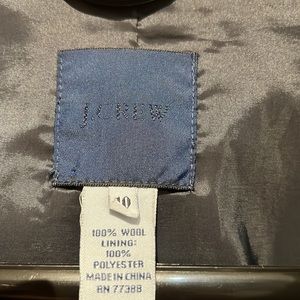 J.CREW
10
100% WOOL
LINING:
100%
POLYESTER
MADE IN CHINA
RN 77388